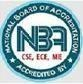 NATIONAL BOARD OF ACCREDITATION
NBA
CSE, ECE, ME
ACCREDITED BY